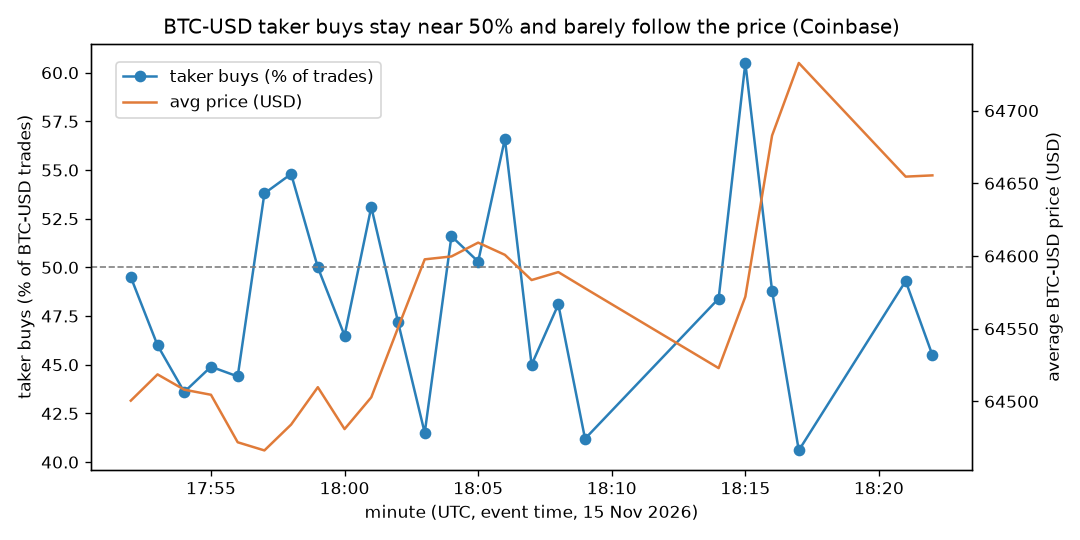 BTC-USD taker buys stay near 50% and barely follow the price (Coinbase)
taker buys (% of trades)
avg price (USD)
taker buys (% of BTC-USD trades)
60.0
57.5
55.0
52.5
50.0
47.5
45.0
42.5
40.0
64700
64650
64600
64550
64500
average BTC-USD price (USD)
17:55 18:00 18:05 18:10 18:15 18:20
minute (UTC, event time, 15 Nov 2026)